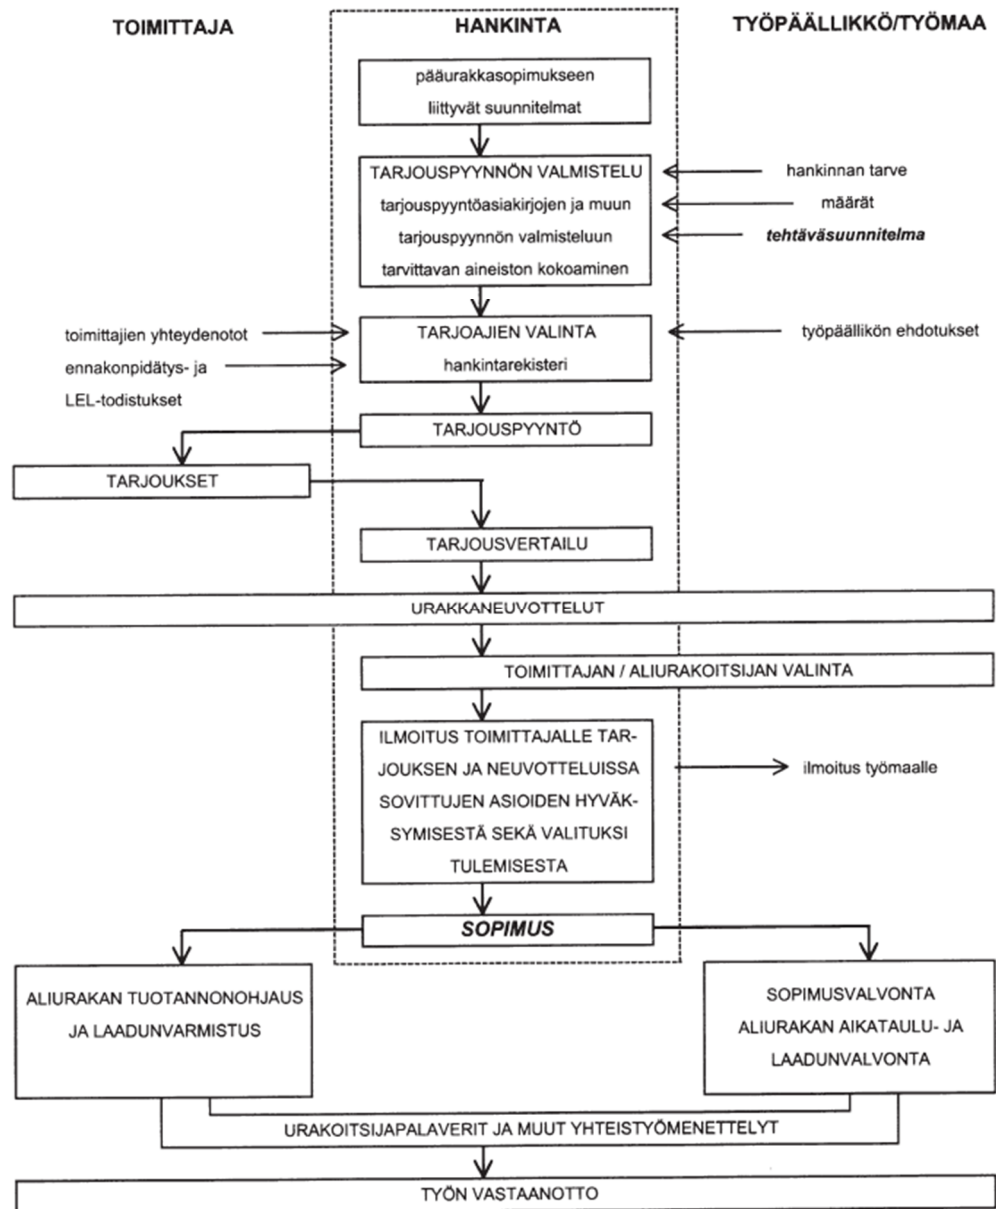 TOIMITTAJA
HANKINTA
TYÖPÄÄLLIKKÖ/TYÖMAA
pääurakkasopimukseen
liittyvät suunnitelmat
TARJOUSPYYNNÖN VALMISTELU
tarjouspyyntöasiakirjojen ja muun
tarjouspyynnön valmisteluun
tarvittavan aineiston kokoaminen
hankinnan tarve
määrät
tehtäväsuunnitelma
toimittajien yhteydenotot
ennakonpidätys- ja
LEL-todistukset
TARJOAJIEN VALINTA
hankintarekisteri
työpäällikön ehdotukset
TARJOUSPYYNTÖ
TARJOUKSET
TARJOUSVERTAILU
URAKKANEUVOTTELUT
TOIMITTAJAN / ALIURAKOITSIJAN VALINTA
ILMOITUS TOIMITTAJALLE TAR-
JOUKSEN JA NEUVOTTELUISSA
SOVITTUJEN ASIOIDEN HYVÄK-
SYMISESTÄ SEKÄ VALITUKSI
TULEMISESTA
ilmoitus työmaalle
SOPIMUS
ALIURAKAN TUOTANNONOHJAUS
JA LAADUNVARMISTUS
SOPIMUSVALVONTA
ALIURAKAN AIKATAULU- JA
LAADUNVALVONTA
URAKOITSIJAPALAVERIT JA MUUT YHTEISTYÖMENETTELYT
TYÖN VASTAANOTTO